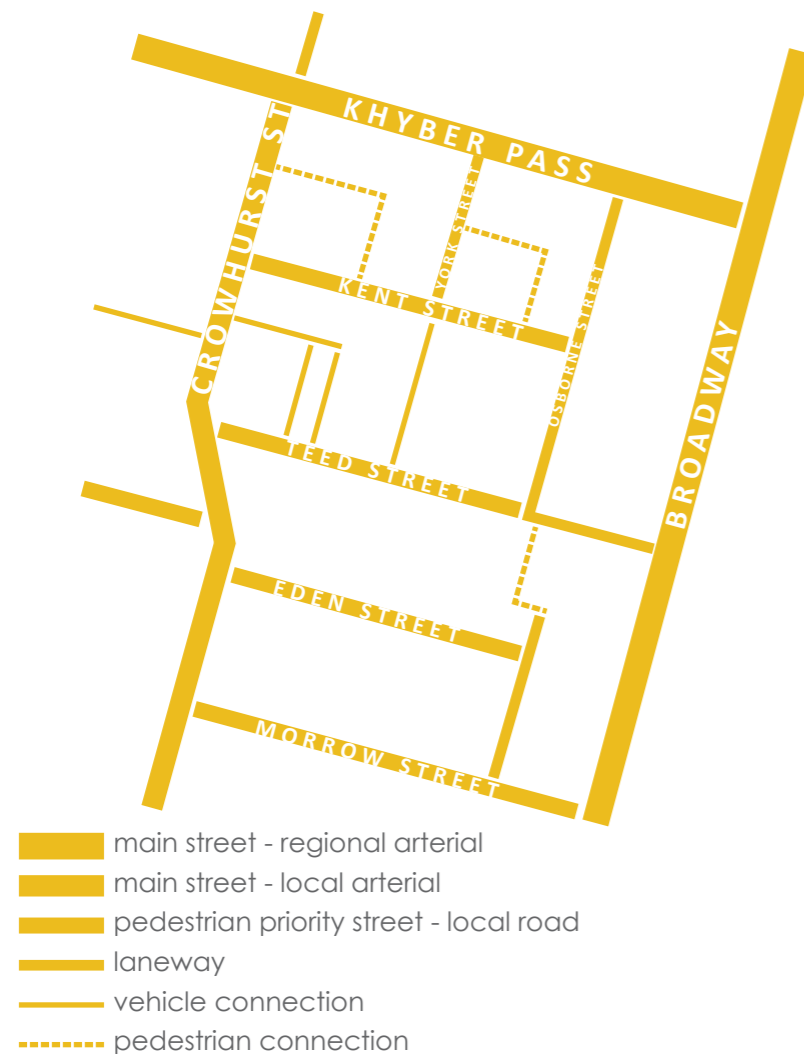 KHYBER PASS
CROWHURST ST
YORK STREET
KENT STREET
OSBORNE STREET
BROADWAY
TEED STREET
EDEN STREET
MORROW STREET
main street - regional arterial
main street - local arterial
pedestrian priority street - local road
laneway
vehicle connection
pedestrian connection